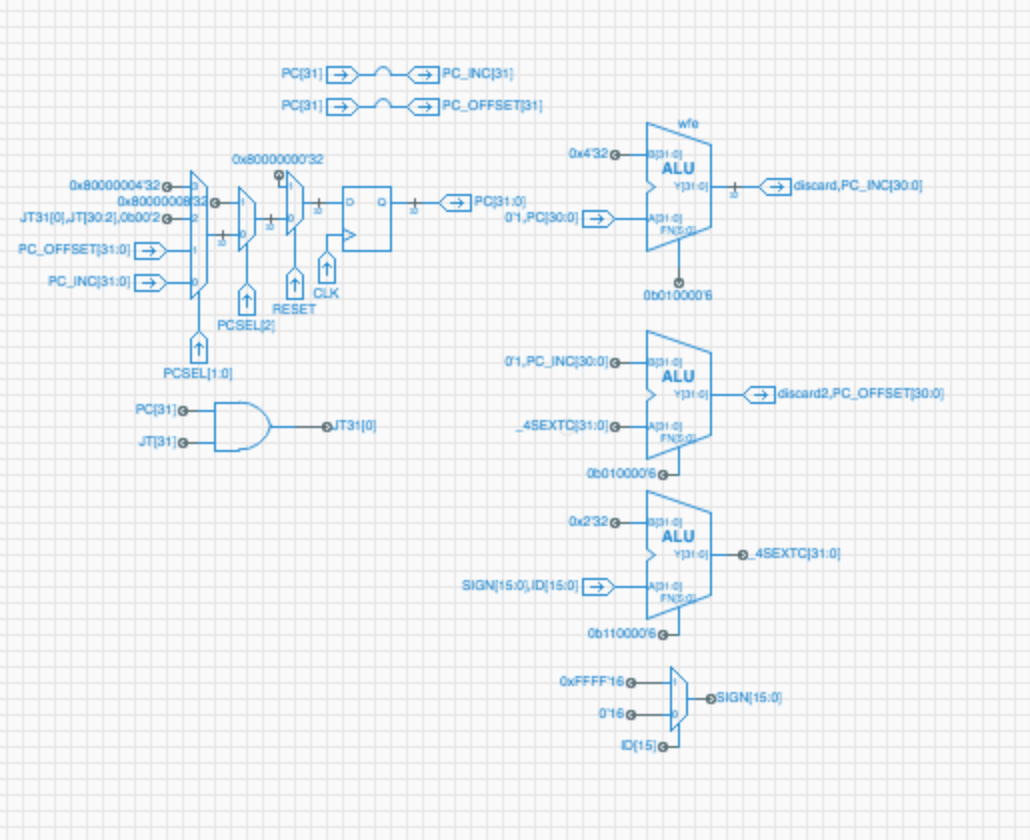 PC[31]
PC_INC[31]
PC[31]
PC_OFFSET[31]
0x80000000'32
1
0
0x80000004'32
3
0x80000008'32
1
0
JT31[0],JT[30:2],0b00'2
2
PC_OFFSET[31:0]
1
PC_INC[31:0]
0
32
32
32
D
Q
32
PC[31:0]
CLK
RESET
PCSEL[2]
PCSEL[1:0]
PC[31]
JT[31]
JT31[0]
wfe
0x4'32
B[31:0]
ALU
Y[31:0]
32
discard,PC_INC[30:0]
0'1,PC[30:0]
A[31:0]
FN[5:0]
0b010000'6
0'1,PC_INC[30:0]
B[31:0]
ALU
Y[31:0]
discard2,PC_OFFSET[30:0]
_4SEXTC[31:0]
A[31:0]
FN[5:0]
0b010000'6
0x2'32
B[31:0]
ALU
Y[31:0]
_4SEXTC[31:0]
SIGN[15:0],ID[15:0]
A[31:0]
FN[5:0]
0b110000'6
0xFFFF'16
1
SIGN[15:0]
0'16
0
ID[15]